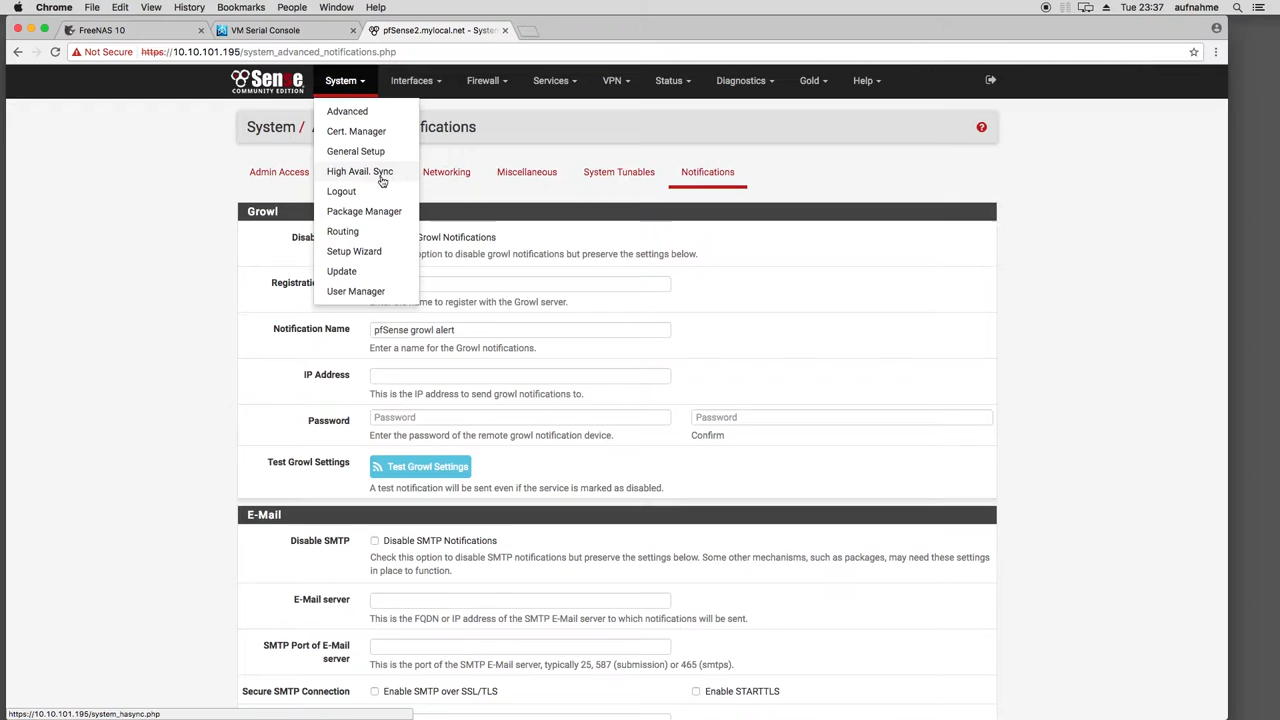 Chrome File Edit View History Bookmarks People Window Help
Tue 23:37 aufnahme
FreeNAS 10
VM Serial Console
pfSense2.mylocal.net - System
Not Secure https://10.10.101.195/system_advanced_notifications.php
Sense
COMMUNITY EDITION
System Interfaces Firewall Services VPN Status Diagnostics Gold Help
Advanced
Cert. Manager
General Setup
High Avail. Sync
Logout
Package Manager
Routing
Setup Wizard
Update
User Manager
System / A fications
Admin Access Networking Miscellaneous System Tunables Notifications
Growl
Disab Growl Notifications
option to disable growl notifications but preserve the settings below.
Registratio
name to register with the Growl server.
Notification Name pfSense growl alert
Enter a name for the Growl notifications.
IP Address
This is the IP address to send growl notifications to.
Password Password Password
Enter the password of the remote growl notification device. Confirm
Test Growl Settings Test Growl Settings
A test notification will be sent even if the service is marked as disabled.
E-Mail
Disable SMTP Disable SMTP Notifications
Check this option to disable SMTP notifications but preserve the settings below. Some other mechanisms, such as packages, may need these settings
in place to function.
E-Mail server
This is the FQDN or IP address of the SMTP E-Mail server to which notifications will be sent.
SMTP Port of E-Mail
server
This is the port of the SMTP E-Mail server, typically 25, 587 (submission) or 465 (smtps).
Secure SMTP Connection Enable SMTP over SSL/TLS Enable STARTTLS
https://10.10.101.195/system_hasync.php